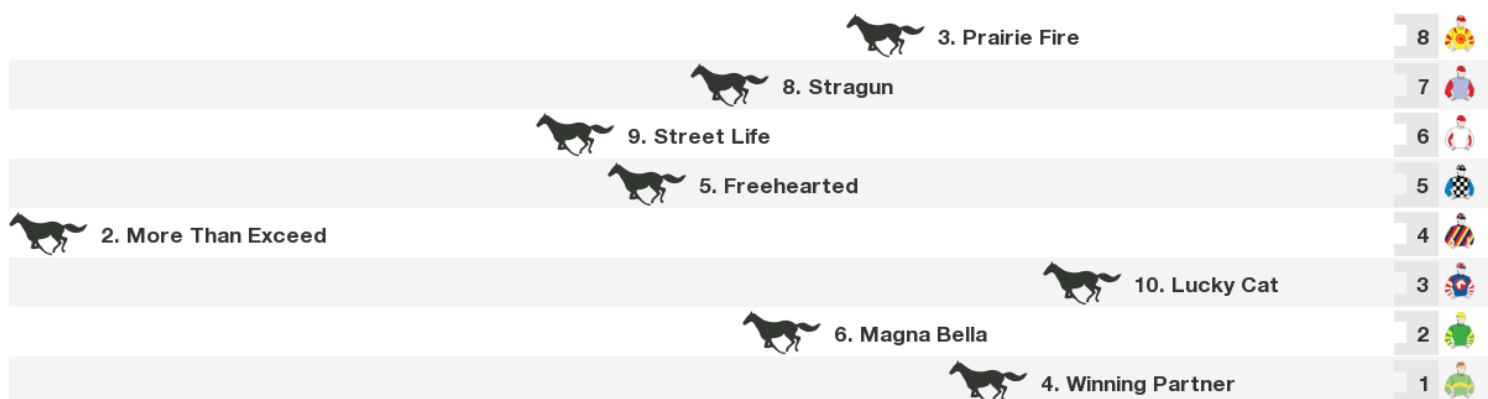 3. Prairie Fire 8
8. Stragun 7
9. Street Life 6
5. Freehearted 5
2. More Than Exceed 4
10. Lucky Cat 3
6. Magna Bella 2
4. Winning Partner 1